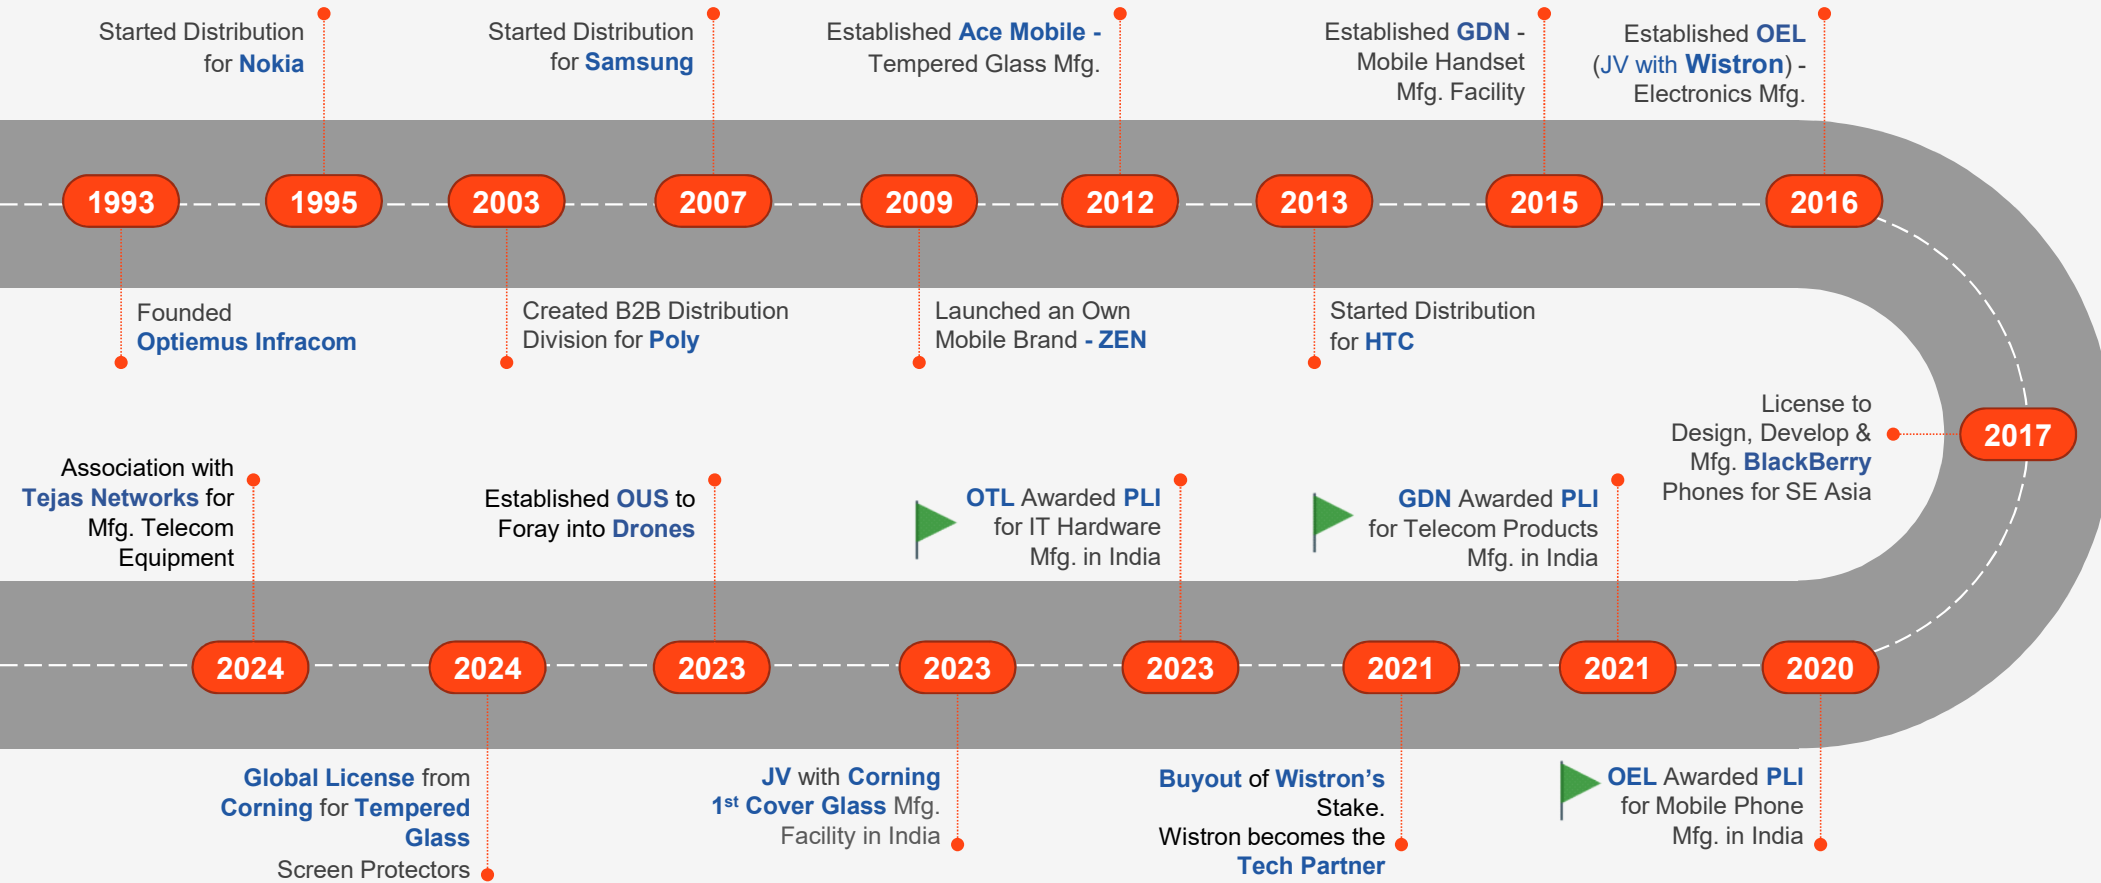 Started Distribution
for Nokia
Started Distribution
for Samsung
Established Ace Mobile -
Tempered Glass Mfg.
Established GDN -
Mobile Handset
Mfg. Facility
Established OEL
(JV with Wistron) -
Electronics Mfg.
1993
1995
2003
2007
2009
2012
2013
2015
2016
Founded
Optiemus Infracom
Created B2B Distribution
Division for Poly
Launched an Own
Mobile Brand - ZEN
Started Distribution
for HTC
License to
Design, Develop &
Mfg. BlackBerry
Phones for SE Asia
2017
Association with
Tejas Networks for
Mfg. Telecom
Equipment
Established OUS to
Foray into Drones
OTL Awarded PLI
for IT Hardware
Mfg. in India
GDN Awarded PLI
for Telecom Products
Mfg. in India
2024
2024
2023
2023
2023
2021
2021
2020
Global License from
Corning for Tempered
Glass
Screen Protectors
JV with Corning
1st Cover Glass Mfg.
Facility in India
Buyout of Wistron’s
Stake.
Wistron becomes the
Tech Partner
OEL Awarded PLI
for Mobile Phone
Mfg. in India